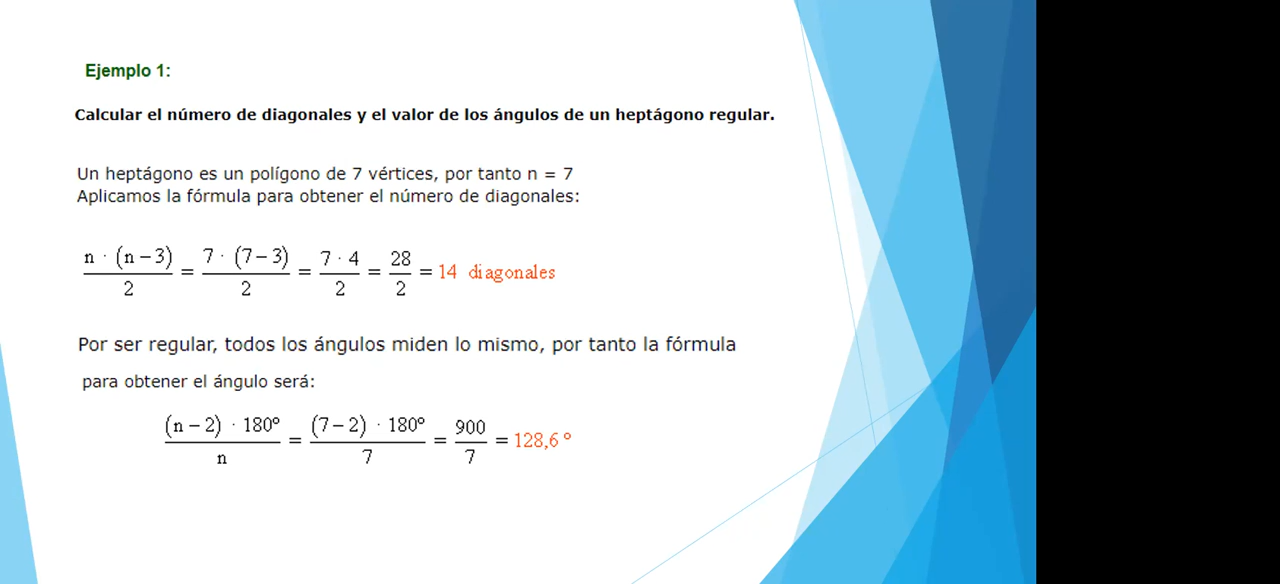 Ejemplo 1:
Calcular el número de diagonales y el valor de los ángulos de un heptágono regular.
Un heptágono es un polígono de 7 vértices, por tanto n = 7
Aplicamos la fórmula para obtener el número de diagonales:
n · (n − 3) / 2 = 7 · (7 − 3) / 2 = 7 · 4 / 2 = 28 / 2 = 14 diagonales
Por ser regular, todos los ángulos miden lo mismo, por tanto la fórmula
para obtener el ángulo será:
(n − 2) · 180º / n = (7 − 2) · 180º / 7 = 900 / 7 = 128,6 º